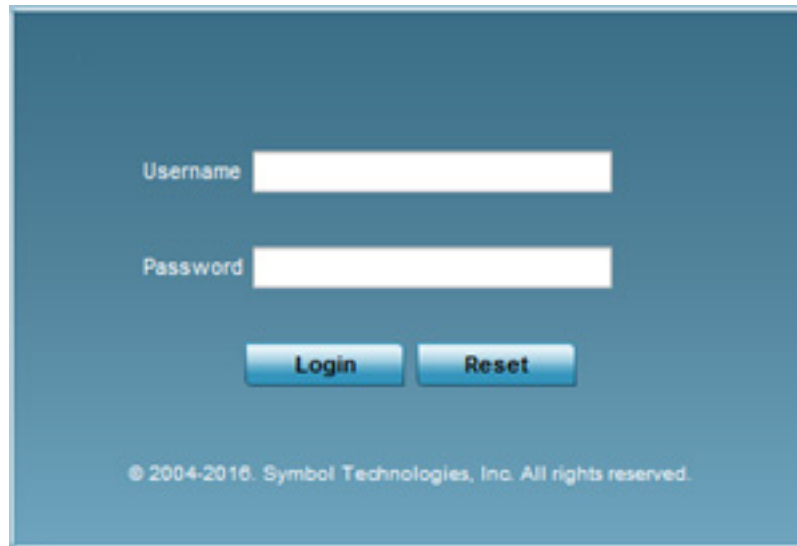 Username
Password
Login Reset
© 2004-2016. Symbol Technologies, Inc. All rights reserved.